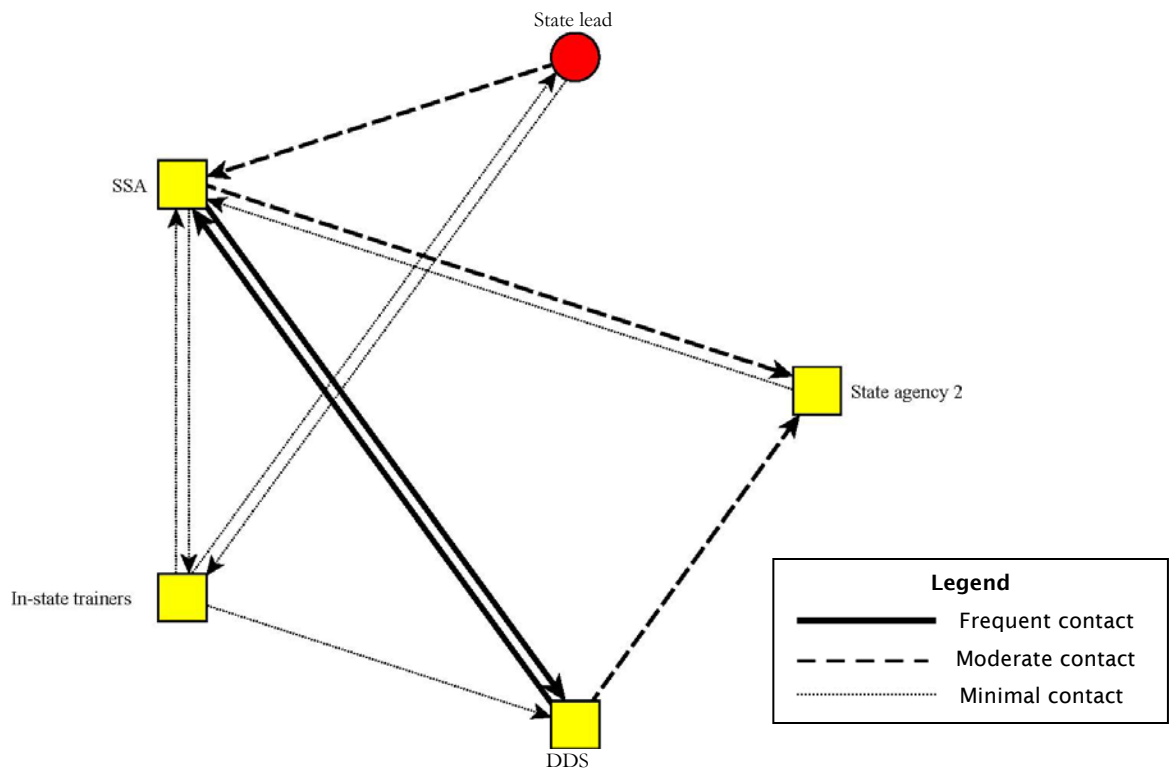 State lead
SSA
State agency 2
In-state trainers
DDS
Legend
Frequent contact
Moderate contact
Minimal contact